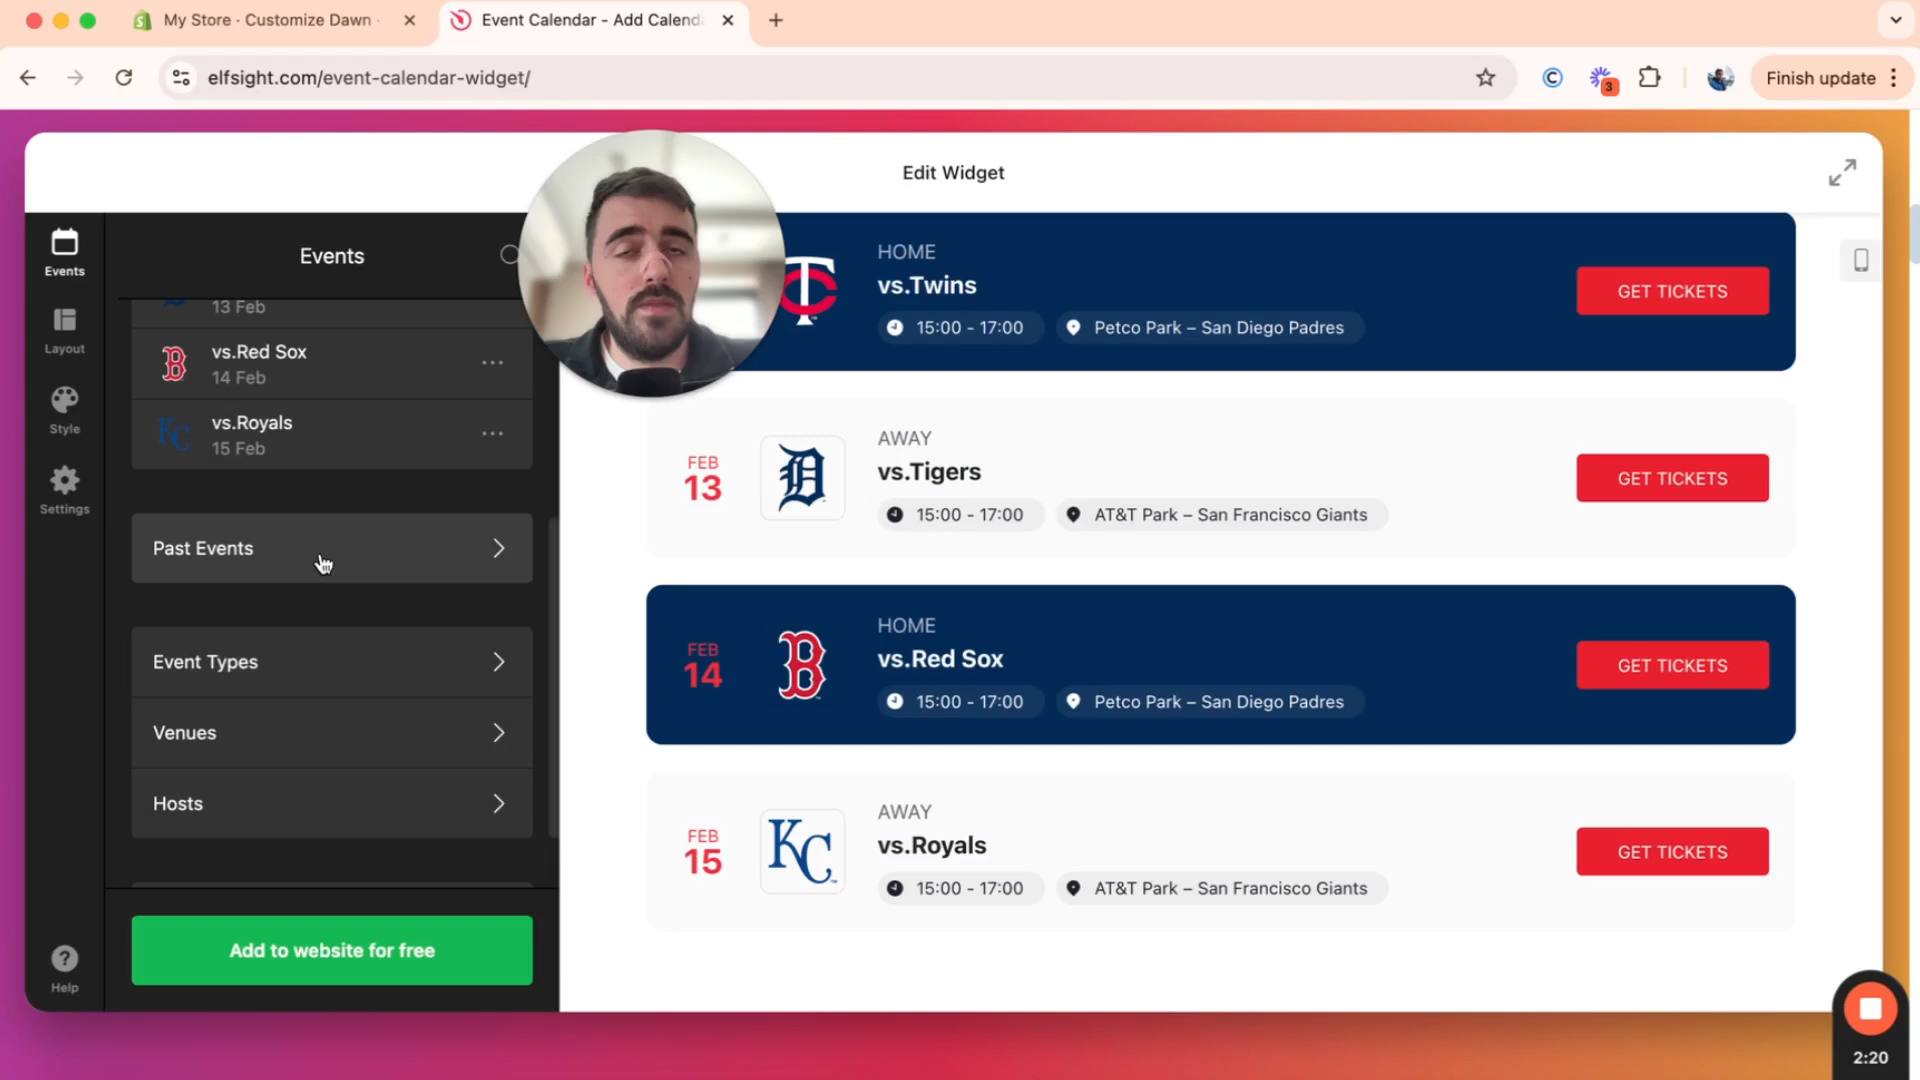 My Store · Customize Dawn ·
Event Calendar - Add Calend
elfsight.com/event-calendar-widget/
3
Finish update
Edit Widget
Events
Events
13 Feb
Layout
vs.Red Sox
14 Feb
Style
vs.Royals
15 Feb
Settings
Past Events
Event Types
Venues
Hosts
Add to website for free
Help
HOME
vs.Twins
15:00 - 17:00
Petco Park – San Diego Padres
GET TICKETS
FEB
13
AWAY
vs.Tigers
15:00 - 17:00
AT&T Park – San Francisco Giants
GET TICKETS
FEB
14
B
HOME
vs.Red Sox
15:00 - 17:00
Petco Park – San Diego Padres
GET TICKETS
FEB
15
KC
AWAY
vs.Royals
15:00 - 17:00
AT&T Park – San Francisco Giants
GET TICKETS
2:20